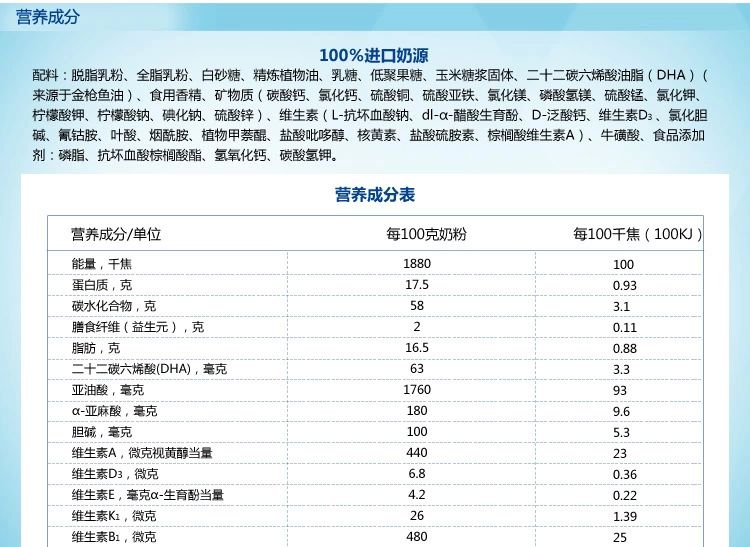 营养成分
100%进口奶源
配料：脱脂乳粉、全脂乳粉、白砂糖、精炼植物油、乳糖、低聚果糖、玉米糖浆固体、二十二碳六烯酸油脂（DHA）（
来源于金枪鱼油）、食用香精、矿物质（碳酸钙、氯化钙、硫酸铜、硫酸亚铁、氯化镁、磷酸氢镁、硫酸锰、氯化钾、
柠檬酸钾、柠檬酸钠、碘化钠、硫酸锌）、维生素（L-抗坏血酸钠、dl-α-醋酸生育酚、D-泛酸钙、维生素D₃、氯化胆
碱、氰钴胺、叶酸、烟酰胺、植物甲萘醌、盐酸吡哆醇、核黄素、盐酸硫胺素、棕榈酸维生素A）、牛磺酸、食品添加
剂：磷脂、抗坏血酸棕榈酸酯、氢氧化钙、碳酸氢钾。
营养成分表
营养成分/单位 每100克奶粉 每100千焦（100KJ）
能量，千焦 1880 100
蛋白质，克 17.5 0.93
碳水化合物，克 58 3.1
膳食纤维（益生元），克 2 0.11
脂肪，克 16.5 0.88
二十二碳六烯酸(DHA)，毫克 63 3.3
亚油酸，毫克 1760 93
α-亚麻酸，毫克 180 9.6
胆碱，毫克 100 5.3
维生素A，微克视黄醇当量 440 23
维生素D₃，微克 6.8 0.36
维生素E，毫克α-生育酚当量 4.2 0.22
维生素K₁，微克 26 1.39
维生素B₁，微克 480 25